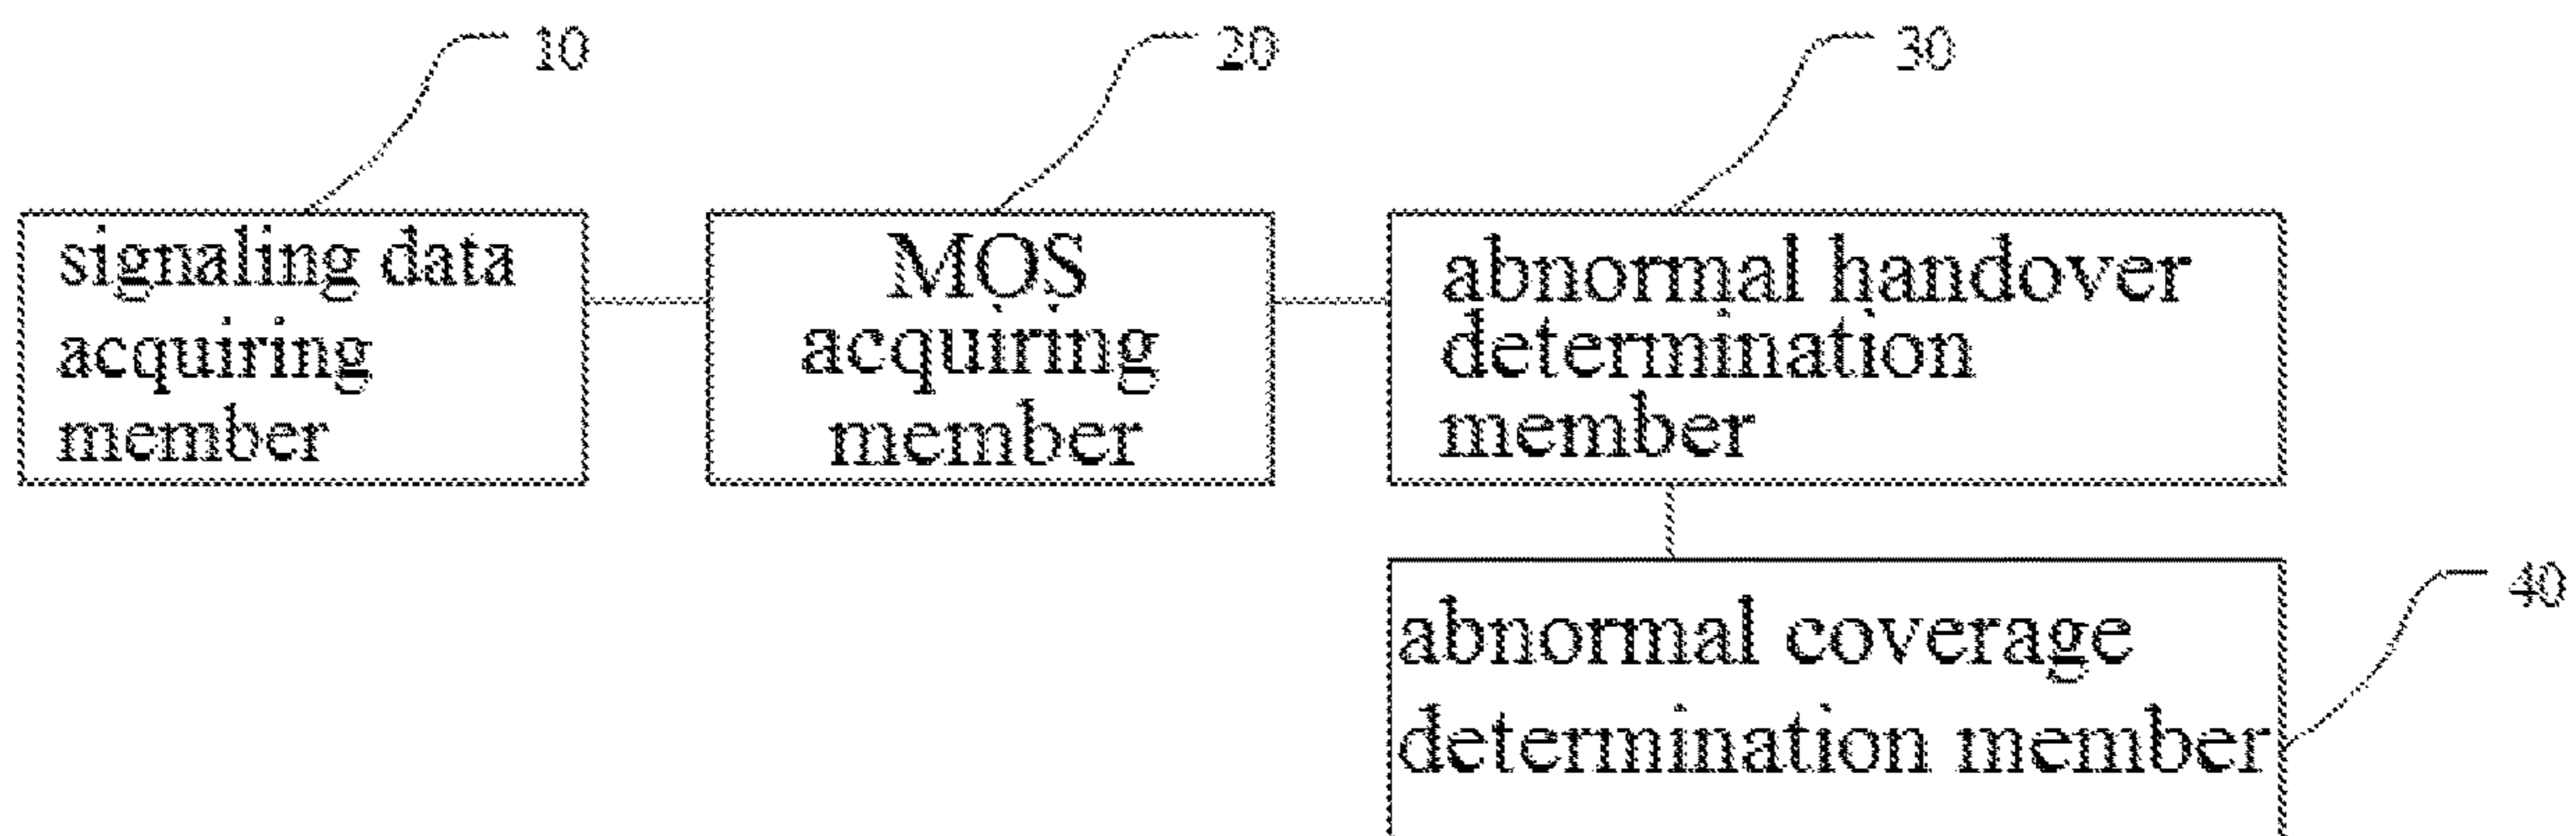 10
20
30
signaling data
acquiring
member
MOS
acquiring
member
abnormal handover
determination
member
40
abnormal coverage
determination member